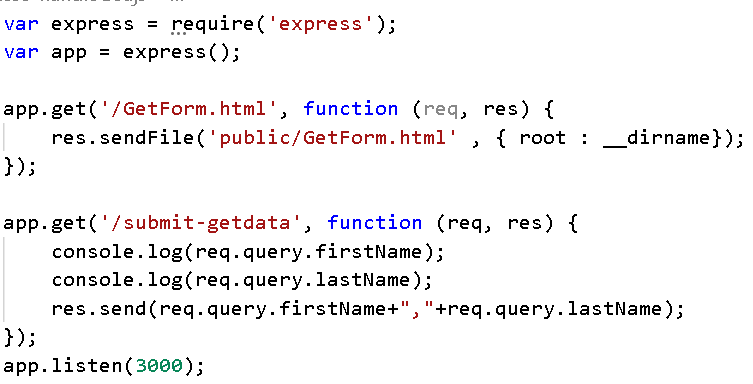 var express = require('express');
var app = express();
app.get('/GetForm.html', function (req, res) {
    res.sendFile('public/GetForm.html' , { root : __dirname});
});
app.get('/submit-getdata', function (req, res) {
    console.log(req.query.firstName);
    console.log(req.query.lastName);
    res.send(req.query.firstName+","+req.query.lastName);
});
app.listen(3000);